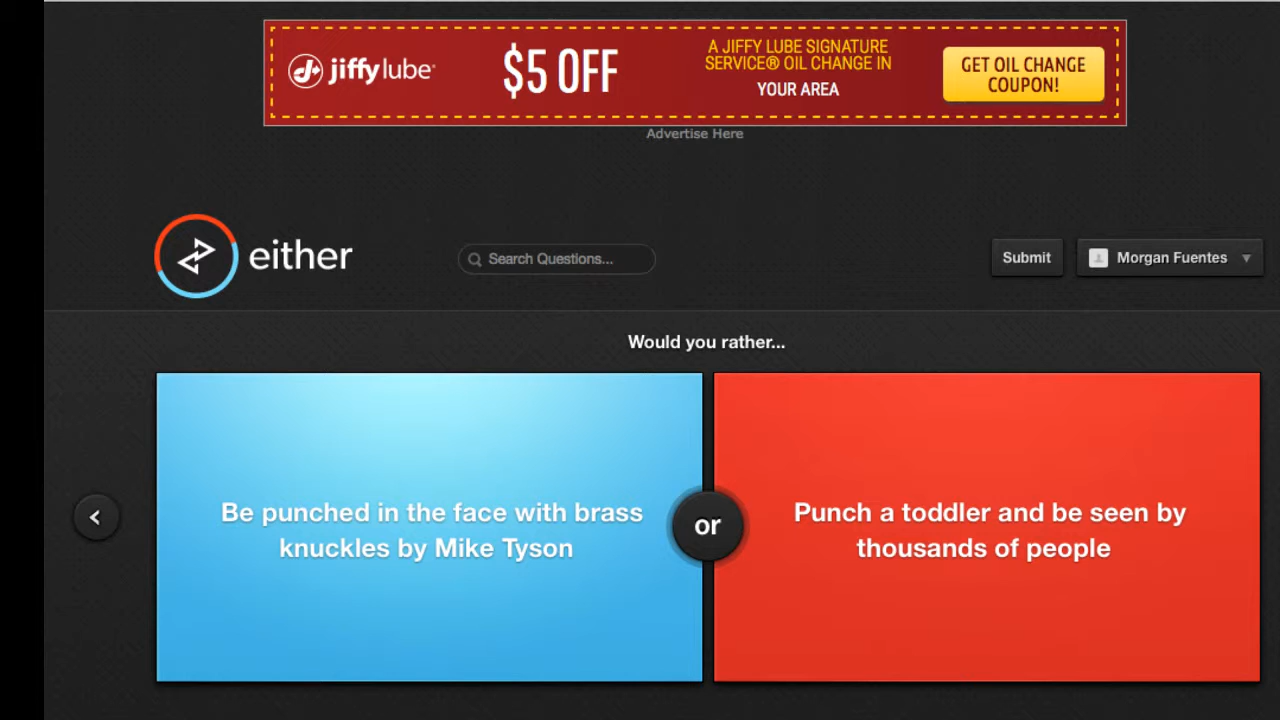 jiffylube
$5 OFF
A JIFFY LUBE SIGNATURE
SERVICE® OIL CHANGE IN
YOUR AREA
GET OIL CHANGE
COUPON!
Advertise Here
either
Search Questions...
Submit
Morgan Fuentes
Would you rather...
Be punched in the face with brass
knuckles by Mike Tyson
or
Punch a toddler and be seen by
thousands of people